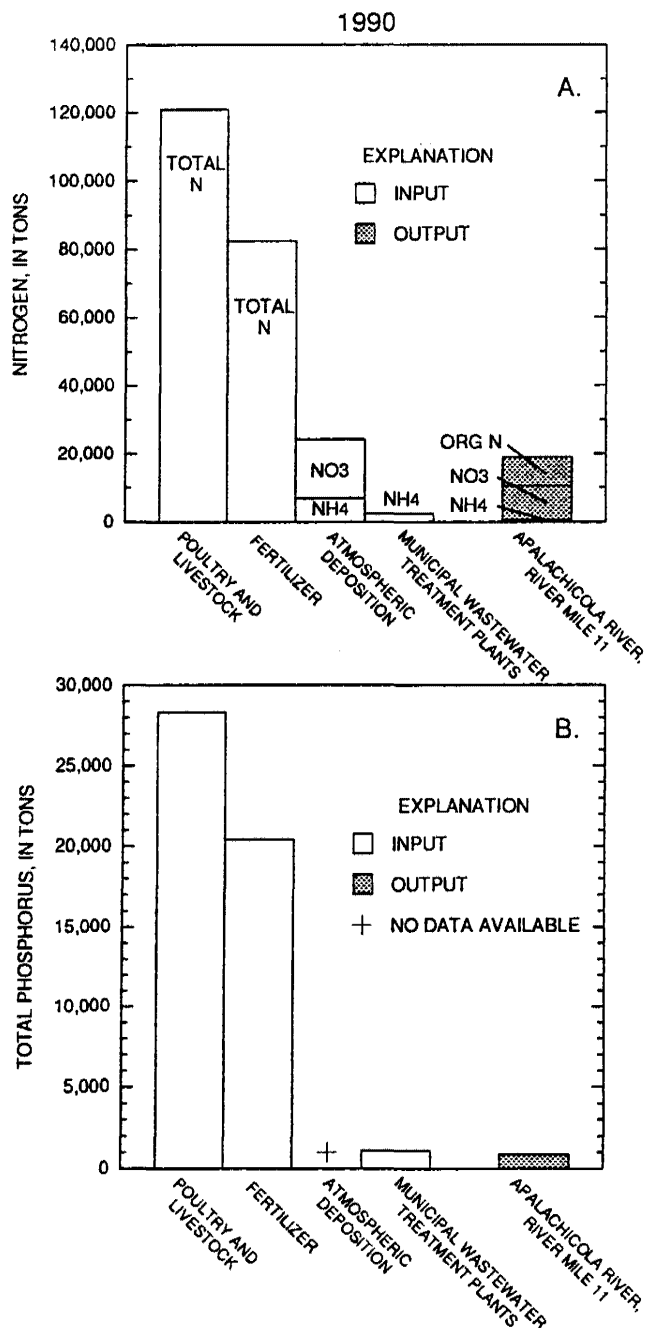 1990
A.
NITROGEN, IN TONS
140,000
120,000
100,000
80,000
60,000
40,000
20,000
0
EXPLANATION
INPUT
OUTPUT
TOTAL
N
TOTAL
N
NO3
NH4
NH4
ORG N
NO3
NH4
POULTRY AND
LIVESTOCK
FERTILIZER
ATMOSPHERIC
DEPOSITION
MUNICIPAL WASTEWATER
TREATMENT PLANTS
APALACHICOLA RIVER,
RIVER MILE 11
B.
TOTAL PHOSPHORUS, IN TONS
30,000
25,000
20,000
15,000
10,000
5,000
0
EXPLANATION
INPUT
OUTPUT
+ NO DATA AVAILABLE
+
POULTRY AND
LIVESTOCK
FERTILIZER
ATMOSPHERIC
DEPOSITION
MUNICIPAL WASTEWATER
TREATMENT PLANTS
APALACHICOLA RIVER,
RIVER MILE 11